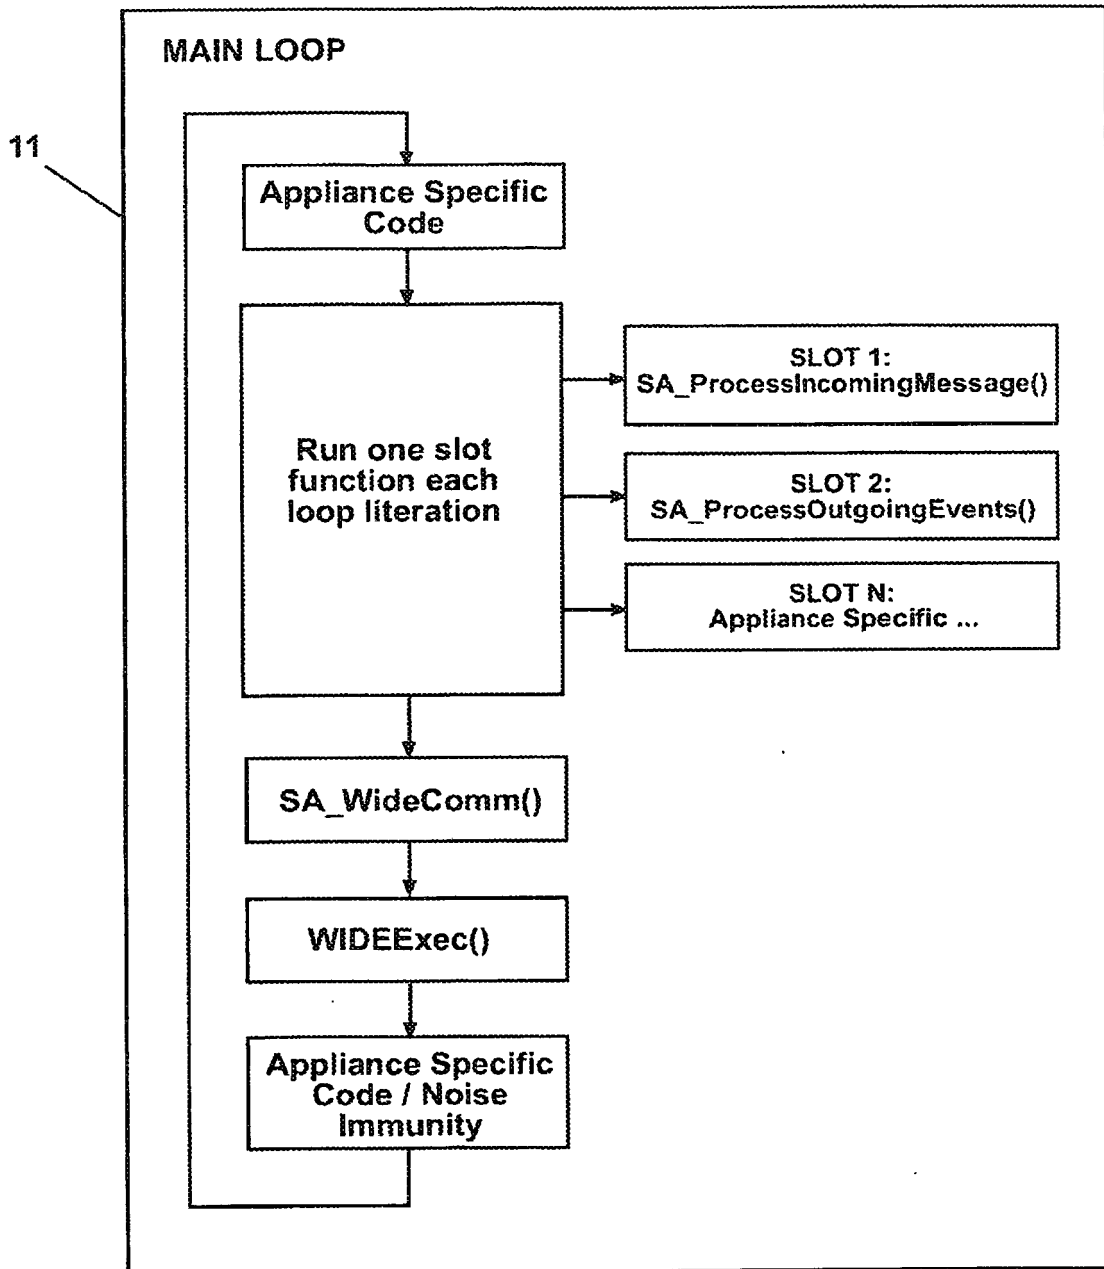 MAIN LOOP
11
Appliance Specific
Code
Run one slot
function each
loop literation
SLOT 1:
SA_ProcessIncomingMessage()
SLOT 2:
SA_ProcessOutgoingEvents()
SLOT N:
Appliance Specific ...
SA_WideComm()
WIDEExec()
Appliance Specific
Code / Noise
Immunity